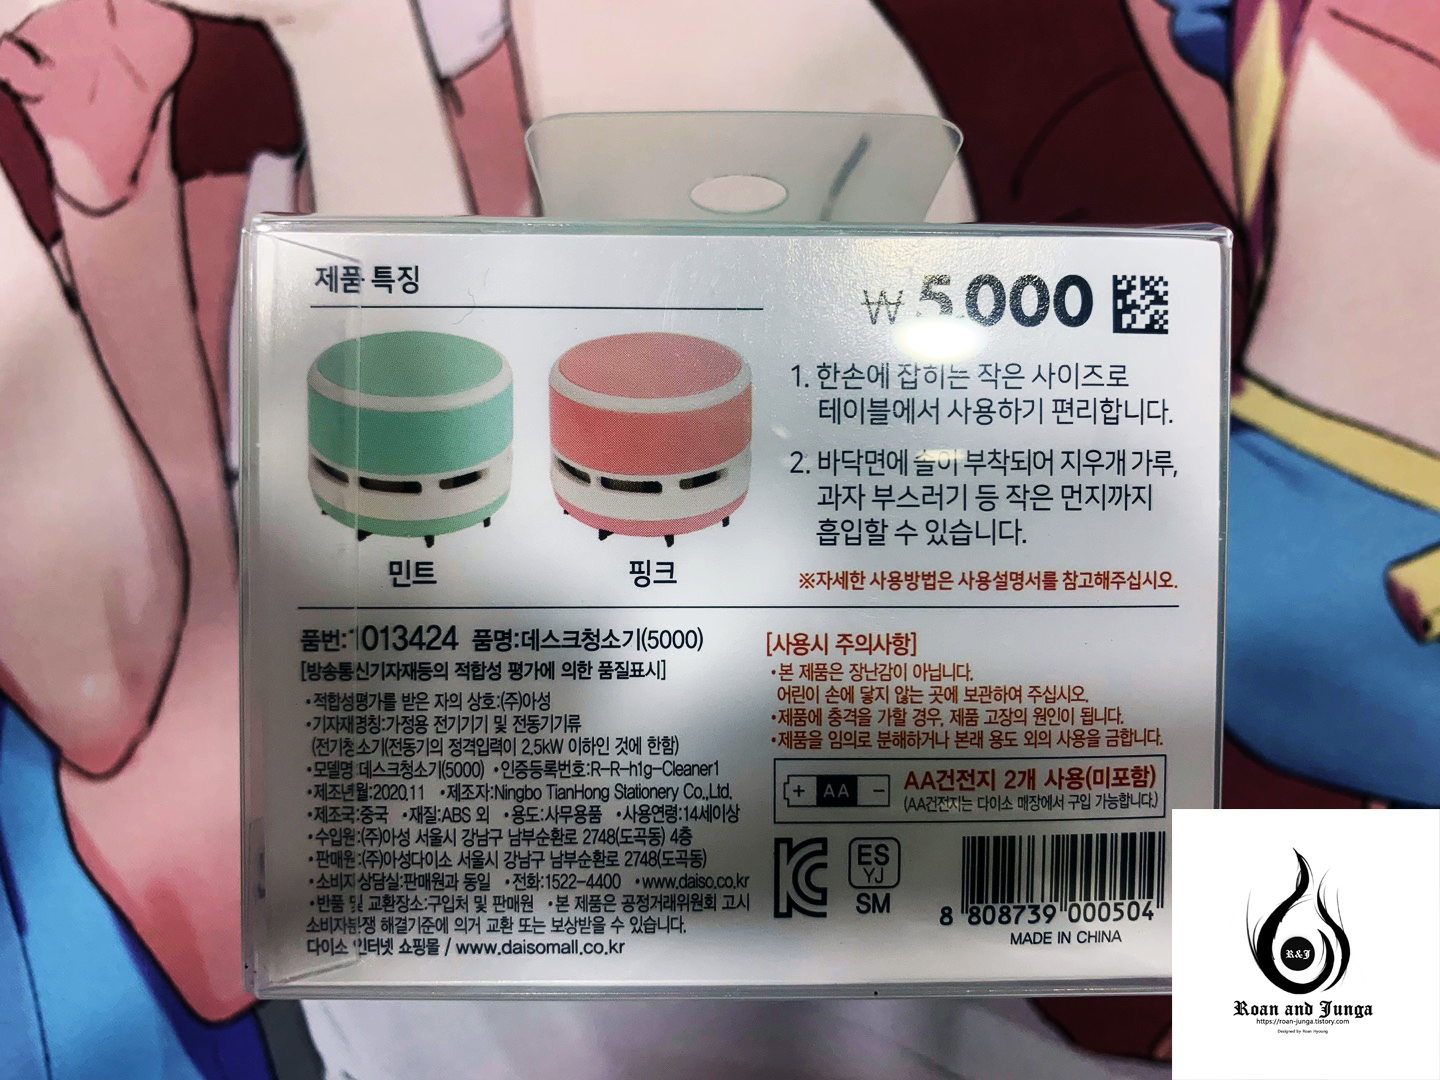 제품 특징
₩ 5.000
1. 한손에 잡히는 작은 사이즈로
테이블에서 사용하기 편리합니다.
2. 바닥면에 솔이 부착되어 지우개 가루,
과자 부스러기 등 작은 먼지까지
흡입할 수 있습니다.
※자세한 사용방법은 사용설명서를 참고해주십시오.
민트
핑크
품번:1013424 품명:데스크청소기(5000)
[방송통신기자재등의 적합성 평가에 의한 품질표시]
•적합성평가를 받은 자의 상호:(주)아성
•기자재명칭:가정용 전기기기 및 전동기기류
(전기청소기(전동기의 정격입력이 2.5kW 이하인 것에 한함)
•모델명:데스크청소기(5000) •인증등록번호:R-R-h1g-Cleaner1
•제조년월:2020.11 •제조자:Ningbo TianHong Stationery Co.,Ltd.
•제조국:중국 •재질:ABS 외 •용도:사무용품 •사용연령:14세이상
•수입원:(주)아성 서울시 강남구 남부순환로 2748(도곡동) 4층
•판매원:(주)아성다이소 서울시 강남구 남부순환로 2748(도곡동)
•소비자상담실:판매원과 동일 •전화:1522-4400 •www.daiso.co.kr
•반품 및 교환장소:구입처 및 판매원 •본 제품은 공정거래위원회 고시
소비자분쟁 해결기준에 의거 교환 또는 보상받을 수 있습니다.
다이소 인터넷 쇼핑몰 / www.daisomall.co.kr
[사용시 주의사항]
•본 제품은 장난감이 아닙니다.
어린이 손에 닿지 않는 곳에 보관하여 주십시오.
•제품에 충격을 가할 경우, 제품 고장의 원인이 됩니다.
•제품을 임의로 분해하거나 본래 용도 외의 사용을 금합니다.
+ AA − AA건전지 2개 사용(미포함)
(AA건전지는 다이소 매장에서 구입 가능합니다.)
KC
ES
YJ
SM
8 808739 000504
MADE IN CHINA
R&J
Roan and Junga
https://roan-junga.tistory.com
Designed by Roan Hyoung